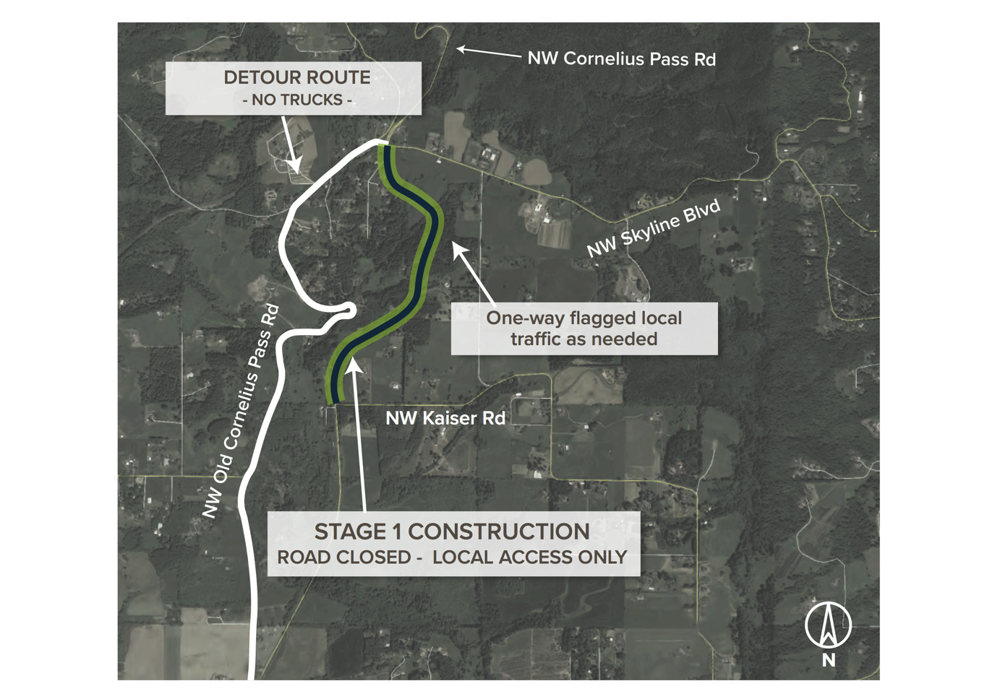 NW Cornelius Pass Rd
DETOUR ROUTE
- NO TRUCKS -
NW Skyline Blvd
One-way flagged local
traffic as needed
NW Old Cornelius Pass Rd
NW Kaiser Rd
STAGE 1 CONSTRUCTION
ROAD CLOSED - LOCAL ACCESS ONLY
N